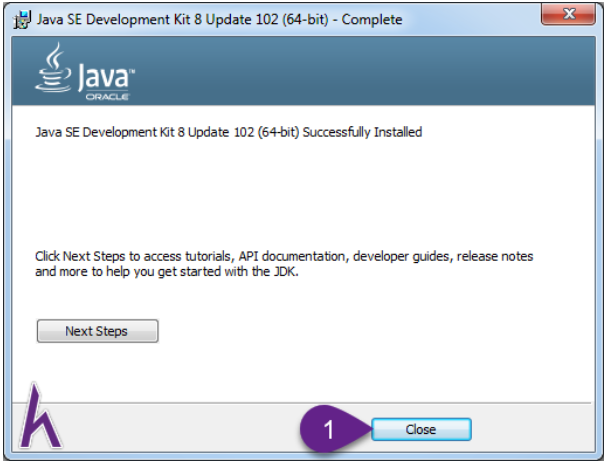 Java SE Development Kit 8 Update 102 (64-bit) - Complete
Java™
ORACLE
Java SE Development Kit 8 Update 102 (64-bit) Successfully Installed
Click Next Steps to access tutorials, API documentation, developer guides, release notes
and more to help you get started with the JDK.
Next Steps
h
1 Close